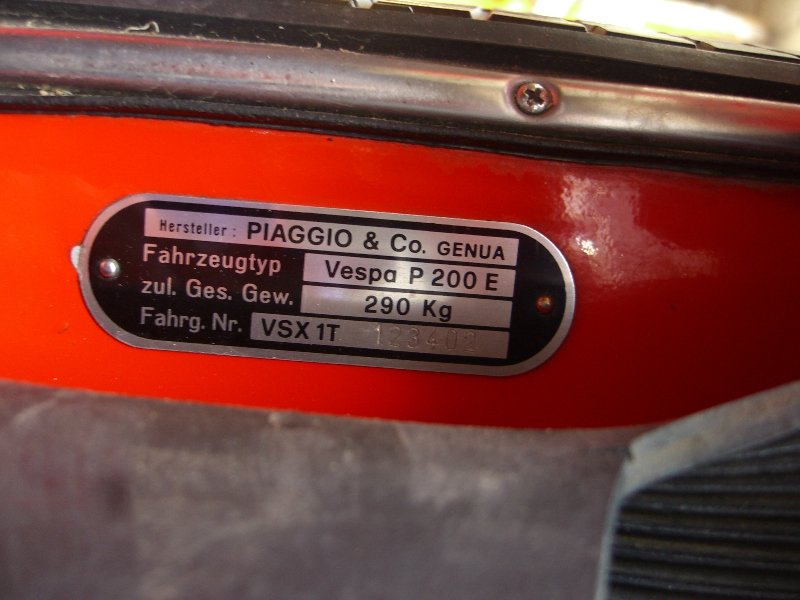 Hersteller: PIAGGIO & Co. GENUA
Fahrzeugtyp Vespa P 200 E
zul. Ges. Gew. 290 Kg
Fahrg. Nr. VSX 1T 123402